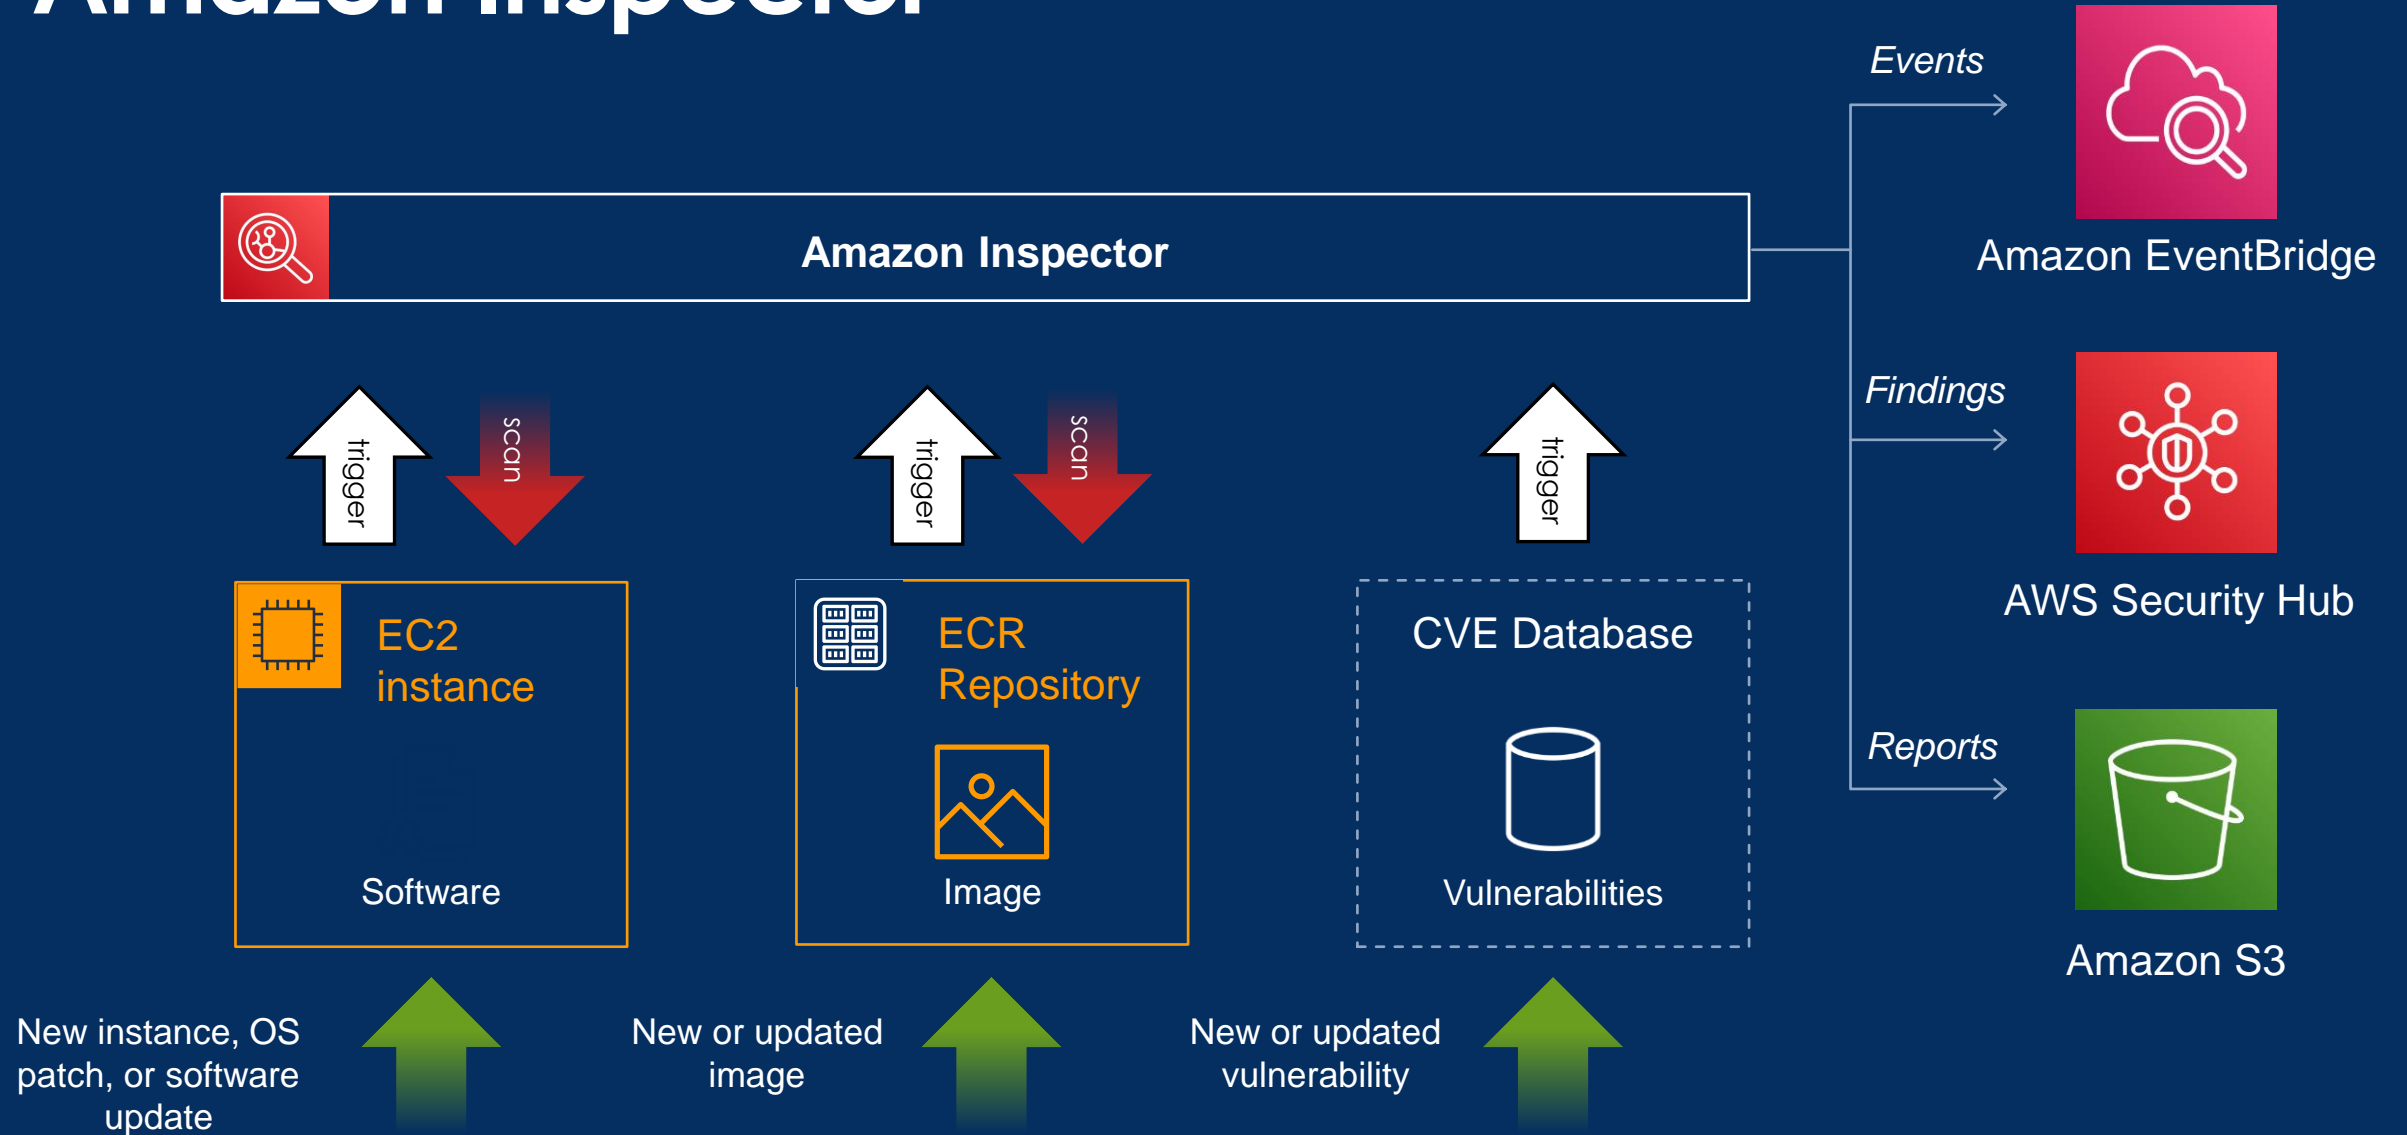 Amazon Inspector
Events
Amazon EventBridge
Amazon Inspector
Findings
trigger
scan
trigger
scan
trigger
AWS Security Hub
EC2
instance
Software
ECR
Repository
Image
CVE Database
Vulnerabilities
Reports
Amazon S3
New instance, OS
patch, or software
update
New or updated
image
New or updated
vulnerability